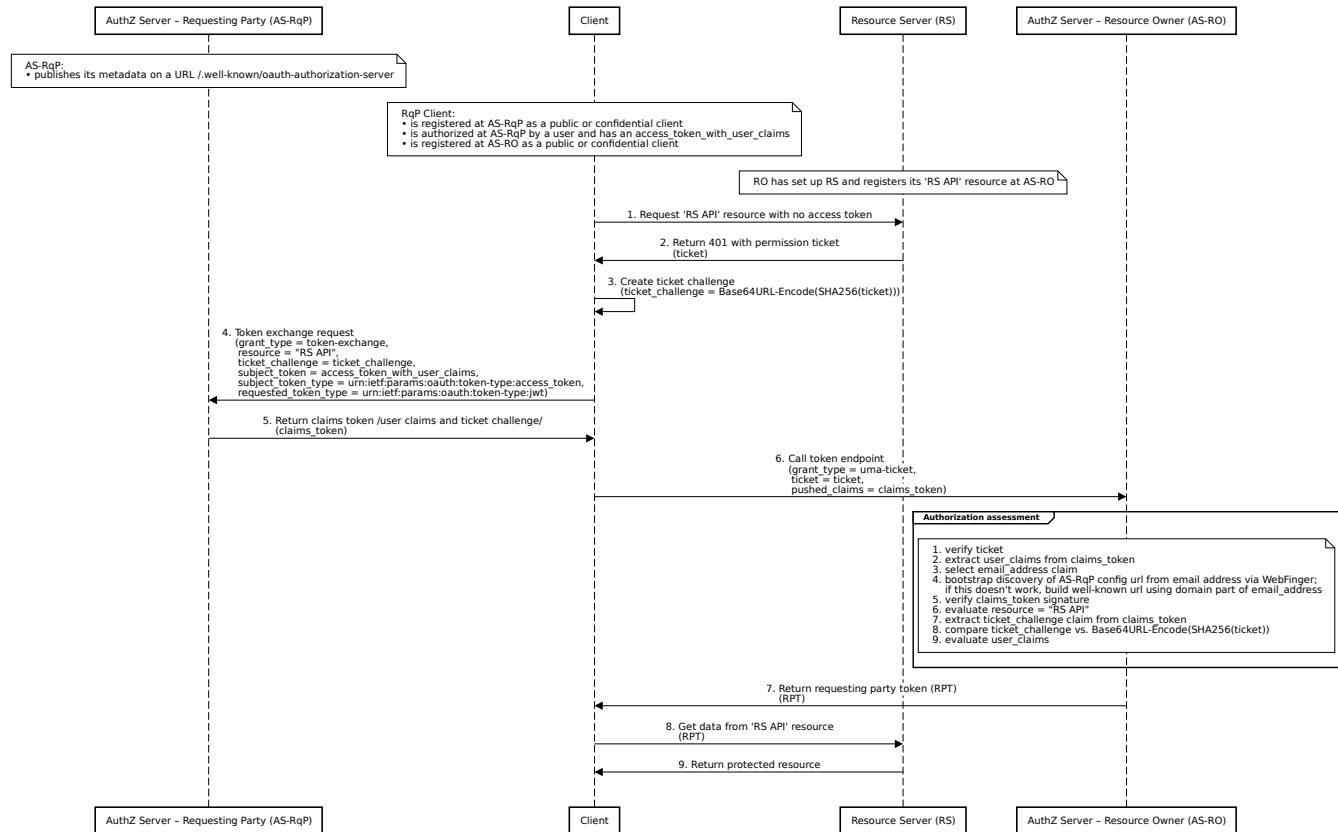 AuthZ Server – Requesting Party (AS-RqP)
Client
Resource Server (RS)
AuthZ Server – Resource Owner (AS-RO)
AS-RqP:
• publishes its metadata on a URL /.well-known/oauth-authorization-server
RqP Client:
• is registered at AS-RqP as a public or confidential client
• is authorized at AS-RqP by a user and has an access_token_with_user_claims
• is registered at AS-RO as a public or confidential client
RO has set up RS and registers its 'RS API' resource at AS-RO
1. Request 'RS API' resource with no access token
2. Return 401 with permission ticket
(ticket)
3. Create ticket challenge
(ticket_challenge = Base64URL-Encode(SHA256(ticket)))
4. Token exchange request
(grant_type = token-exchange,
resource = "RS API",
ticket_challenge = ticket_challenge,
subject_token = access_token_with_user_claims,
subject_token_type = urn:ietf:params:oauth:token-type:access_token,
requested_token_type = urn:ietf:params:oauth:token-type:jwt)
5. Return claims token /user claims and ticket challenge/
(claims_token)
6. Call token endpoint
(grant_type = uma-ticket,
ticket = ticket,
pushed_claims = claims_token)
Authorization assessment
1. verify ticket
2. extract user_claims from claims_token
3. select email_address claim
4. bootstrap discovery of AS-RqP config url from email address via WebFinger;
if this doesn't work, build well-known url using domain part of email_address
5. verify claims_token signature
6. evaluate resource = "RS API"
7. extract ticket_challenge claim from claims_token
8. compare ticket_challenge vs. Base64URL-Encode(SHA256(ticket))
9. evaluate user_claims
7. Return requesting party token (RPT)
(RPT)
8. Get data from 'RS API' resource
(RPT)
9. Return protected resource
AuthZ Server – Requesting Party (AS-RqP)
Client
Resource Server (RS)
AuthZ Server – Resource Owner (AS-RO)